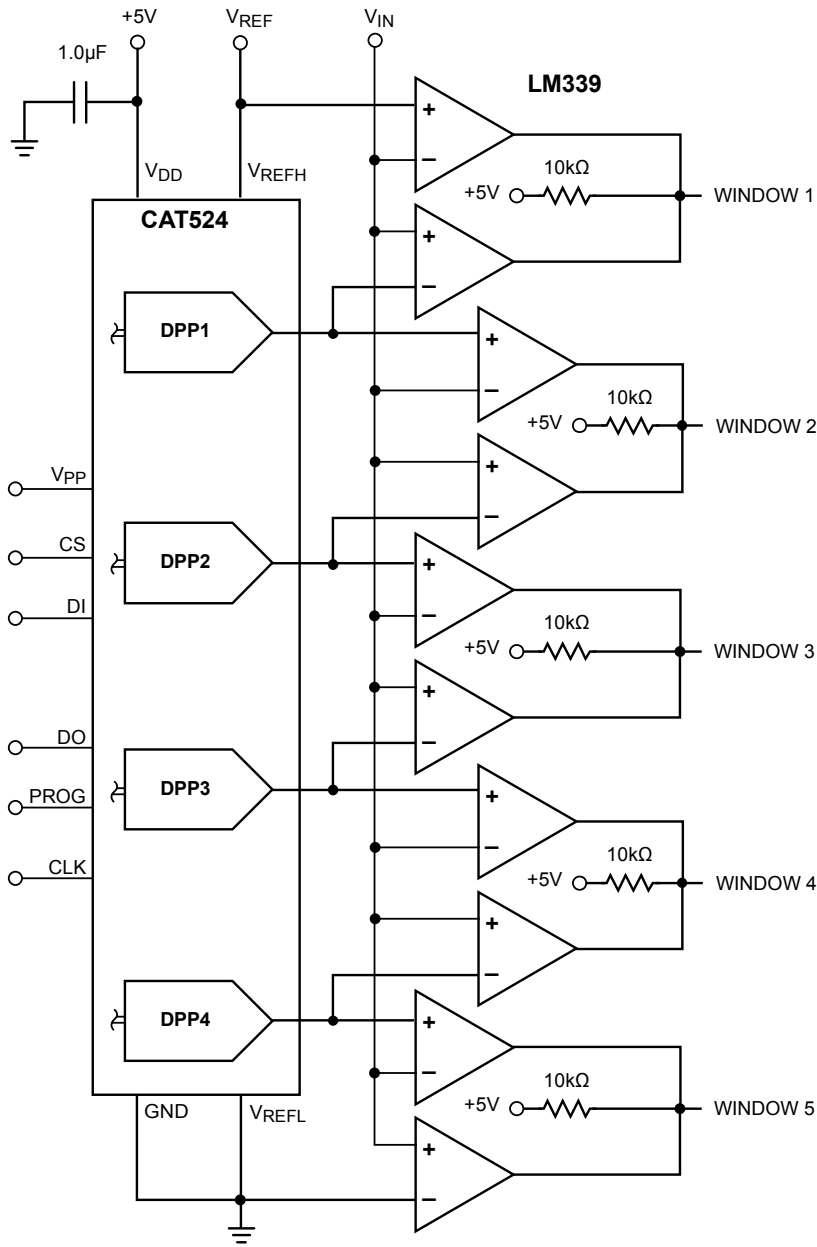 +5V
VREF
VIN
1.0µF
LM339
VDD
VREFH
CAT524
+
−
10kΩ
+5V
WINDOW 1
+
−
DPP1
+
−
10kΩ
+5V
WINDOW 2
+
−
VPP
CS
DPP2
DI
+
−
10kΩ
+5V
WINDOW 3
+
−
DO
DPP3
PROG
CLK
+
−
10kΩ
+5V
WINDOW 4
+
−
DPP4
+
−
10kΩ
+5V
WINDOW 5
GND
VREFL
+
−